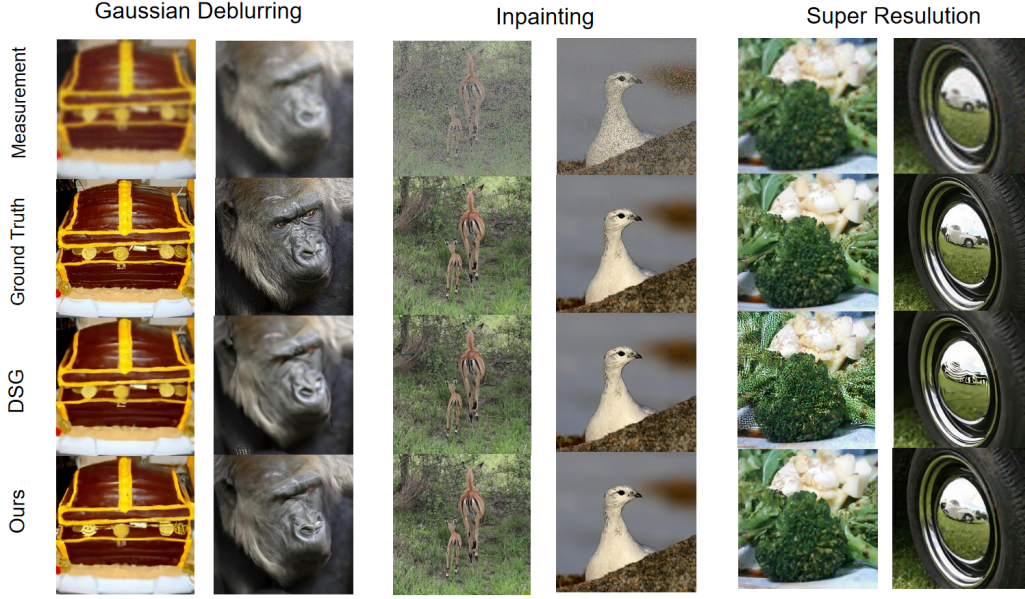 Gaussian Deblurring
Inpainting
Super Resulution
Measurement
Ground Truth
DSG
Ours